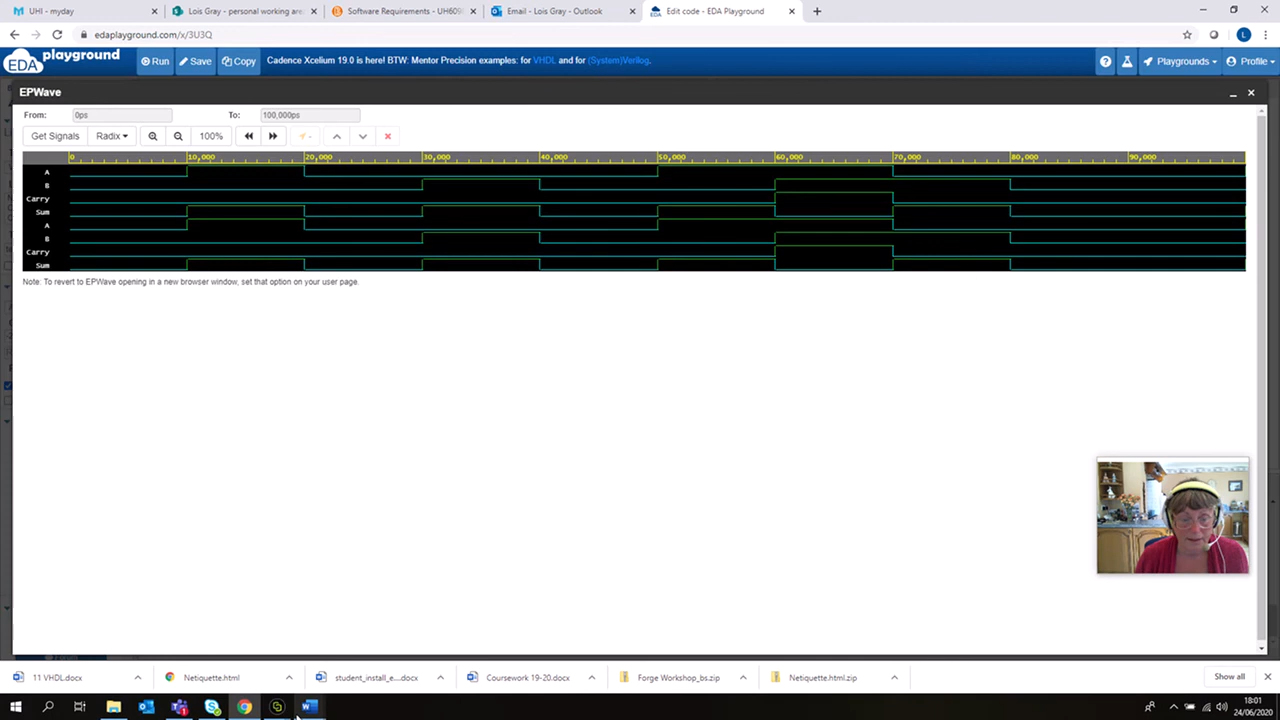 UHI - myday
Lois Gray - personal working are
Software Requirements - UH609
Email - Lois Gray - Outlook
Edit code - EDA Playground
edaplayground.com/x/3U3Q
L
EDA playground
Run
Save
Copy
Cadence Xcelium 19.0 is here! BTW: Mentor Precision examples: for VHDL and for (System)Verilog.
Playgrounds
Profile
EPWave
From:
0ps
To:
100,000ps
Get Signals
Radix
100%
0
10,000
20,000
30,000
40,000
50,000
60,000
70,000
80,000
90,000
A
B
Carry
Sum
A
B
Carry
Sum
Note: To revert to EPWave opening in a new browser window, set that option on your user page.
11 VHDL.docx
Netiquette.html
student_install_e....docx
Coursework 19-20.docx
Forge Workshop_bs.zip
Netiquette.html.zip
Show all
18:01
24/06/2020